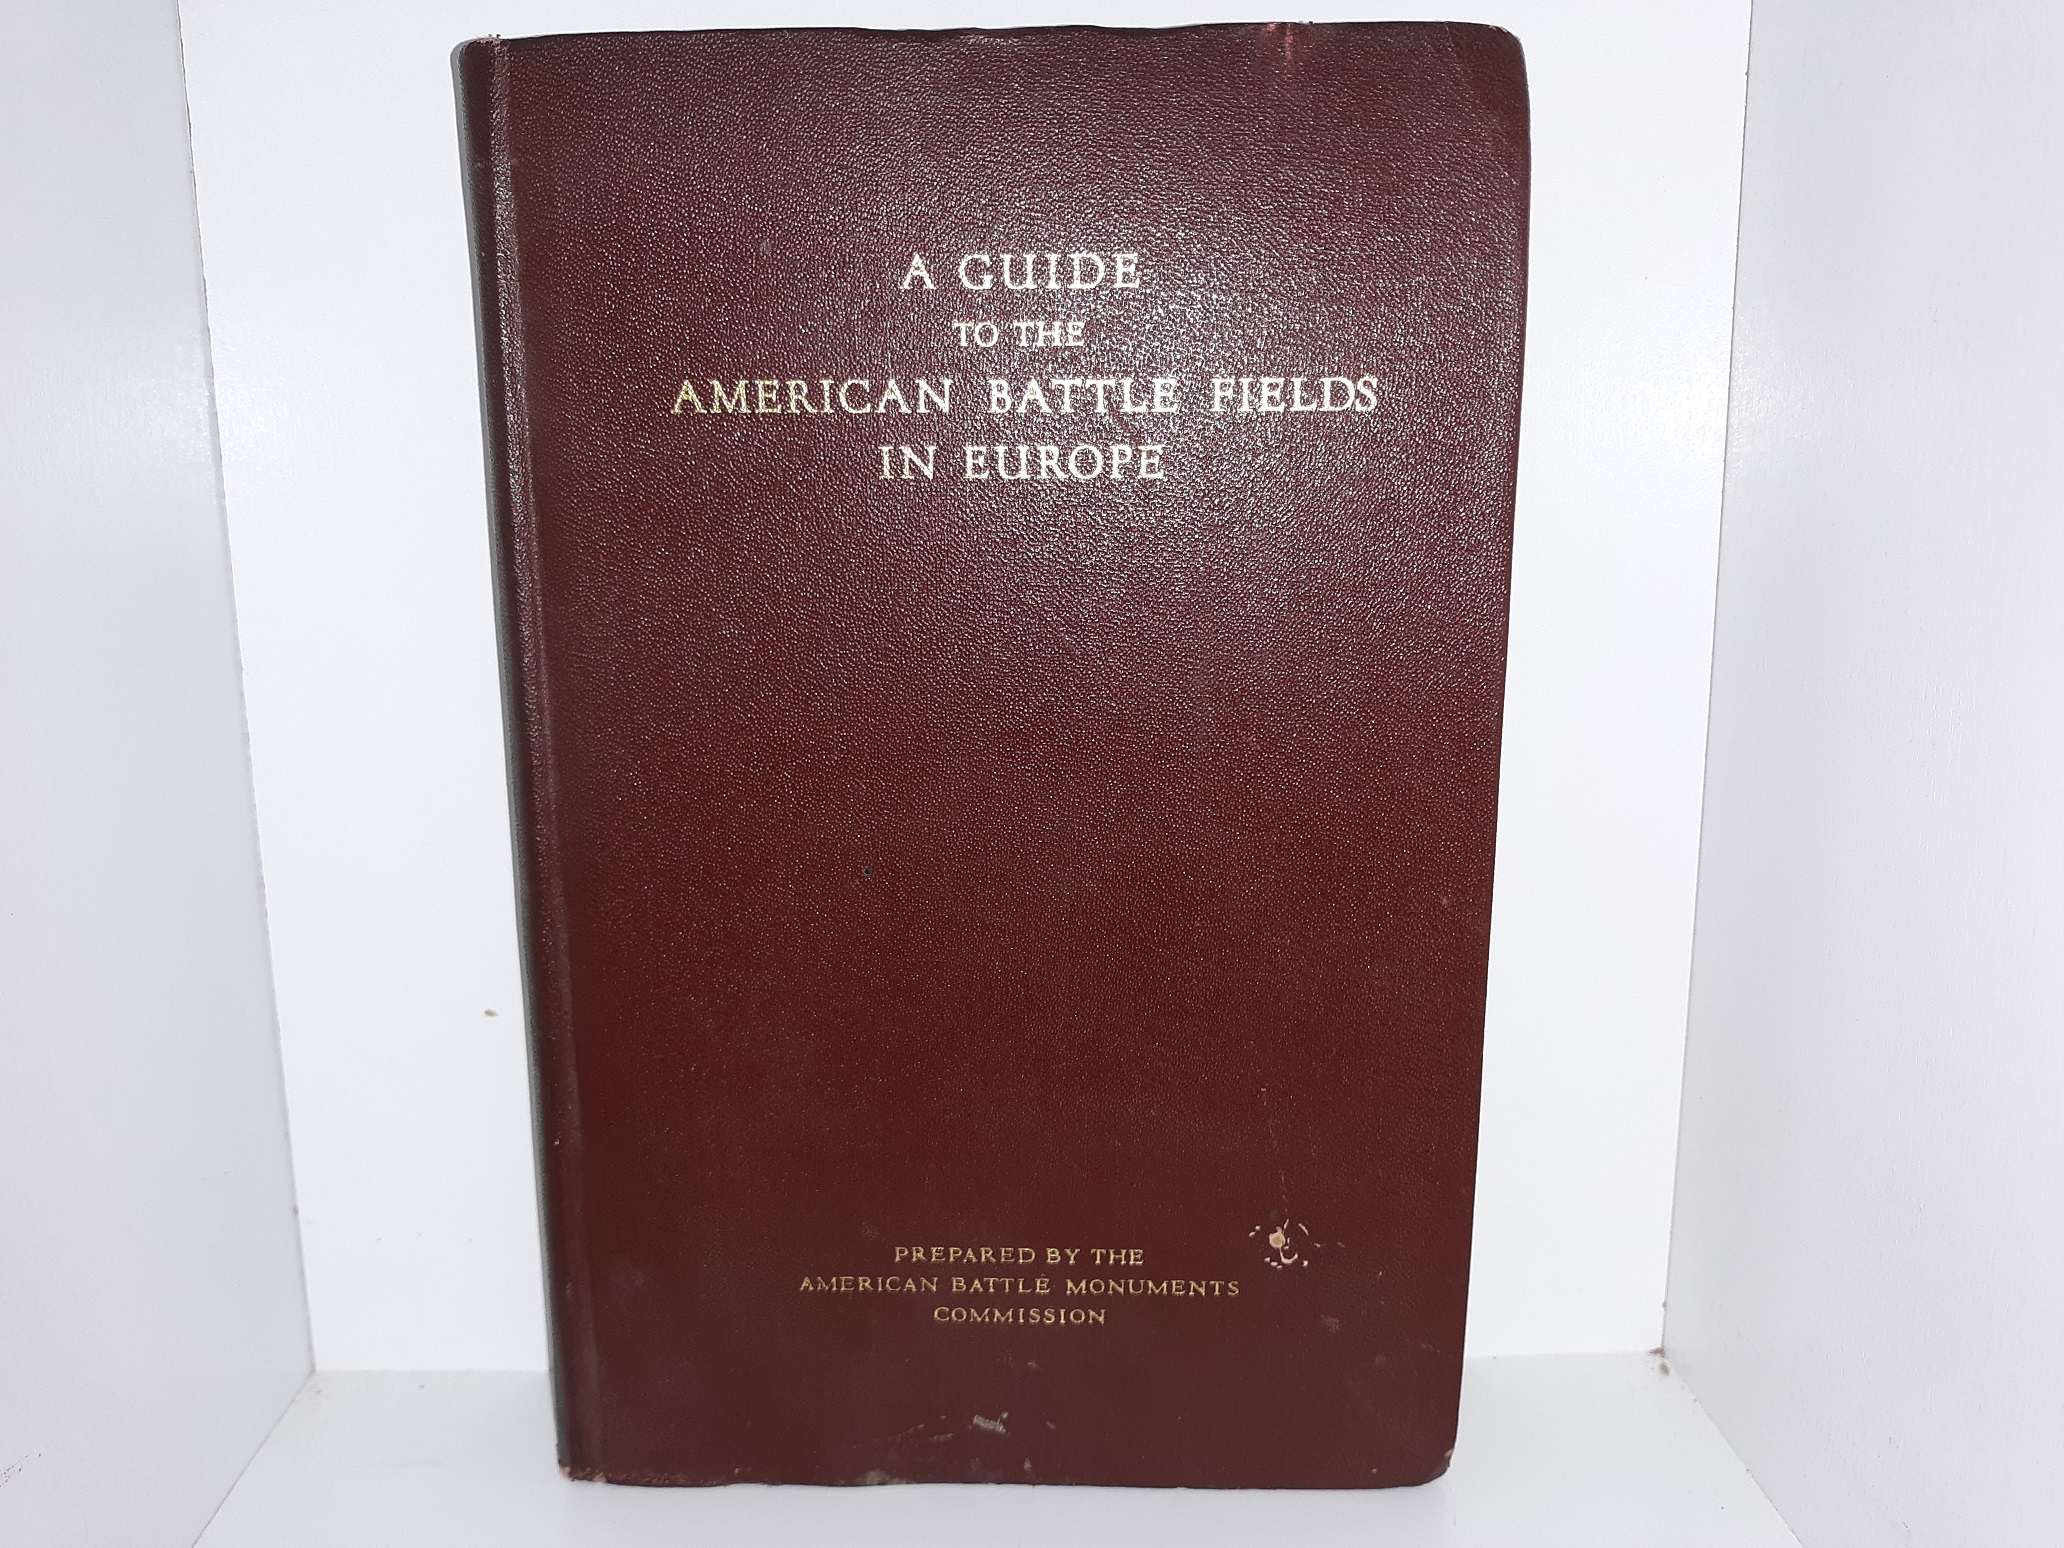 A GUIDE
TO THE
AMERICAN BATTLE FIELDS
IN EUROPE
PREPARED BY THE
AMERICAN BATTLE MONUMENTS
COMMISSION